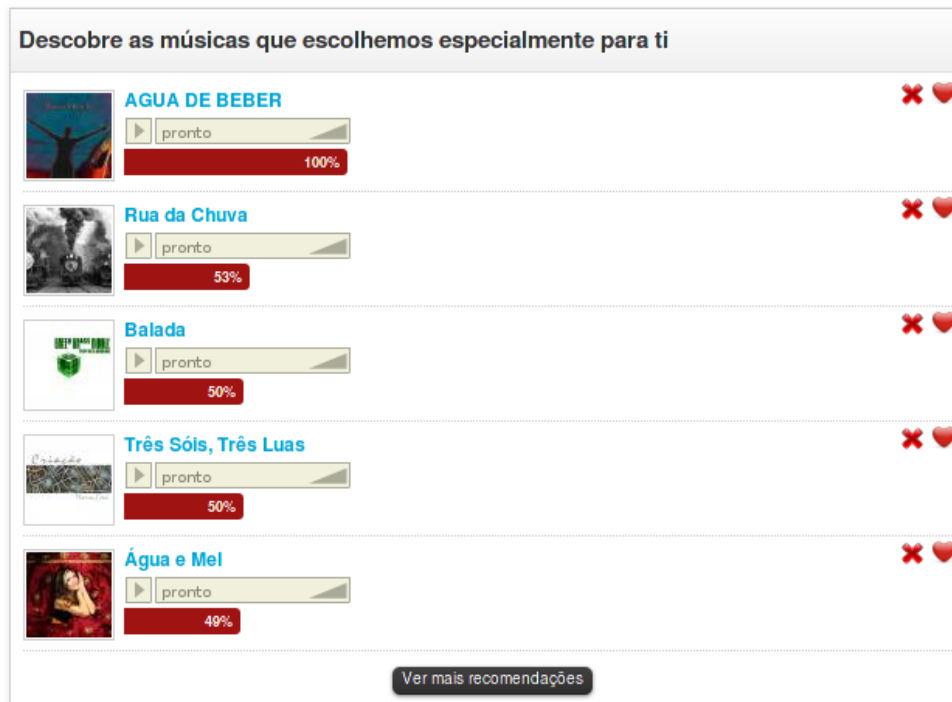 Descobre as músicas que escolhemos especialmente para ti
AGUA DE BEBER
pronto
100%
Rua da Chuva
pronto
53%
Balada
pronto
50%
Três Sóis, Três Luas
Criação
pronto
50%
Água e Mel
pronto
49%
Ver mais recomendações